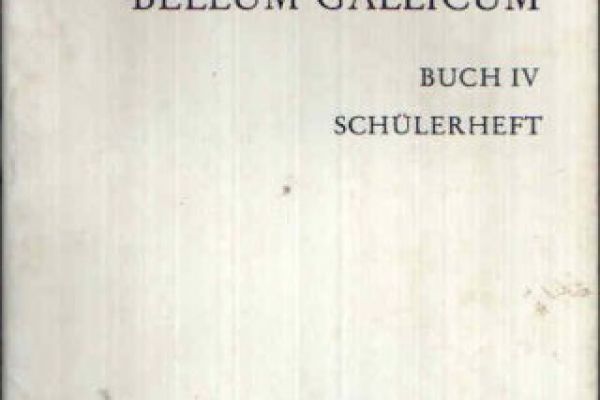 BELLUM GALLICUM
BUCH IV
SCHÜLERHEFT